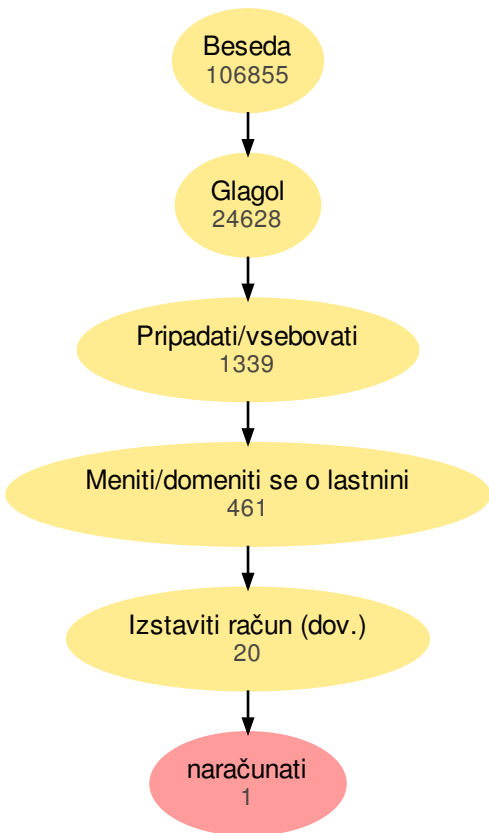 Beseda
106855
Glagol
24628
Pripadati/vsebovati
1339
Meniti/domeniti se o lastnini
461
Izstaviti račun (dov.)
20
naračunati
1